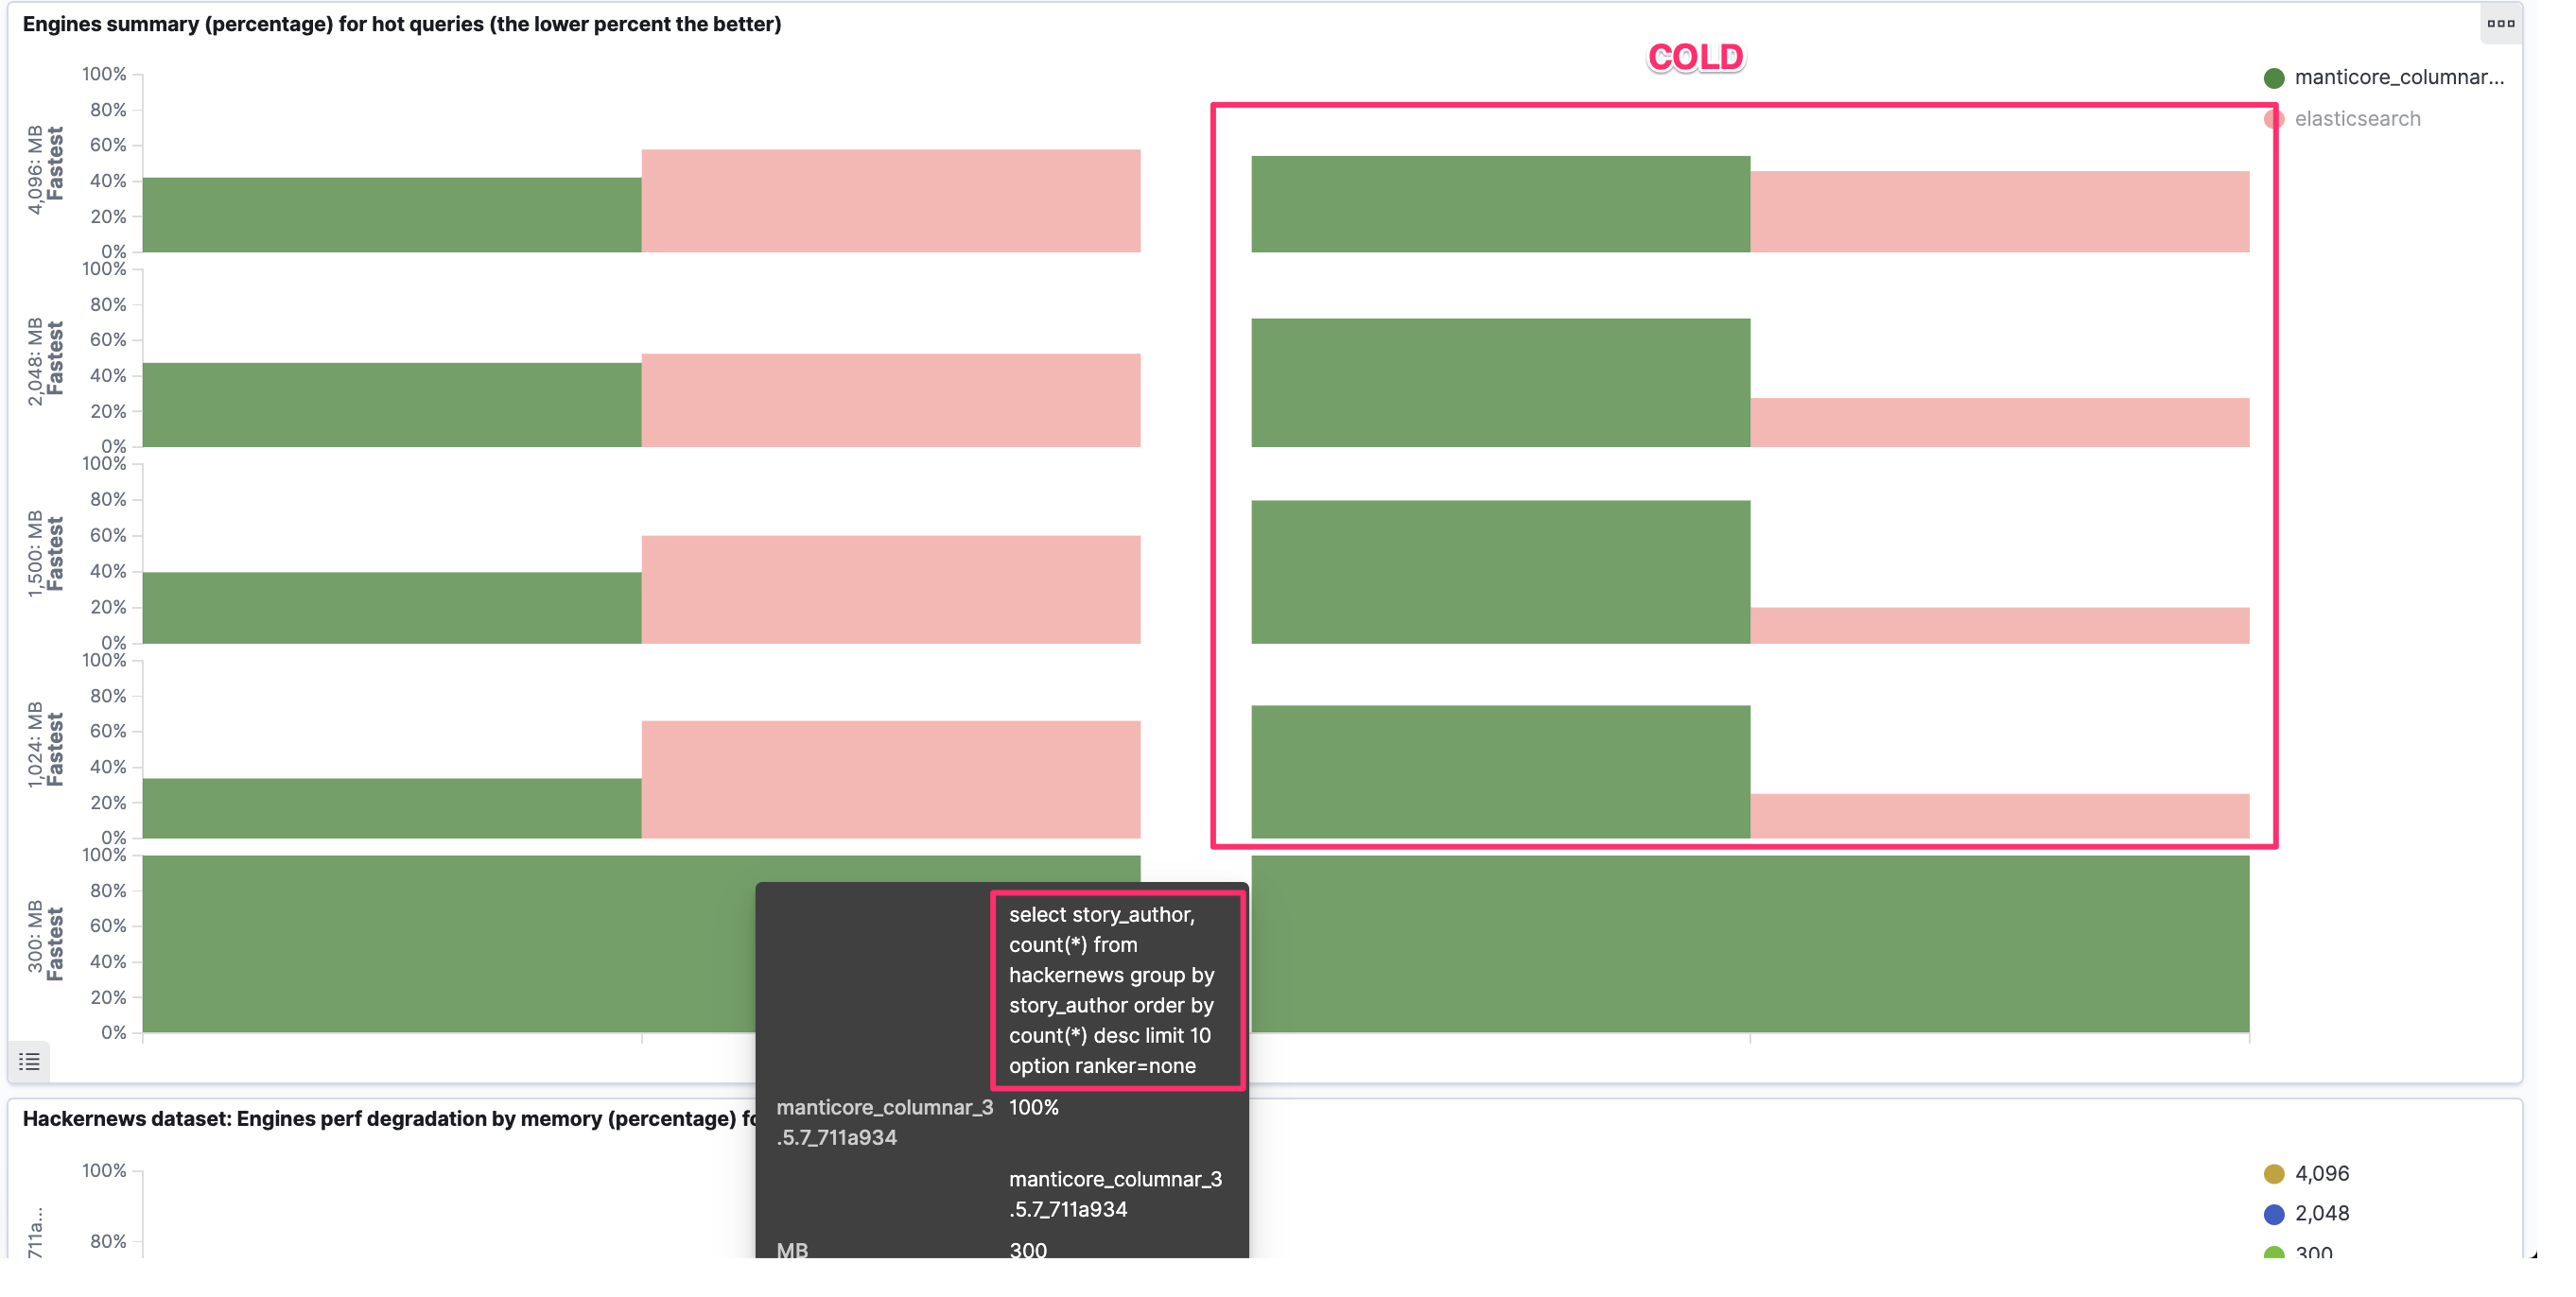 Engines summary (percentage) for hot queries (the lower percent the better)
COLD
manticore_columnar...
elasticsearch
4,096: MB
Fastest
100%
80%
60%
40%
20%
0%
2,048: MB
Fastest
100%
80%
60%
40%
20%
0%
1,500: MB
Fastest
100%
80%
60%
40%
20%
0%
1,024: MB
Fastest
100%
80%
60%
40%
20%
0%
300: MB
Fastest
100%
80%
60%
40%
20%
0%
select story_author,
count(*) from
hackernews group by
story_author order by
count(*) desc limit 10
option ranker=none
manticore_columnar_3
.5.7_711a934
100%
manticore_columnar_3
.5.7_711a934
MB 300
Hackernews dataset: Engines perf degradation by memory (percentage)
711a...
100%
80%
4,096
2,048
300